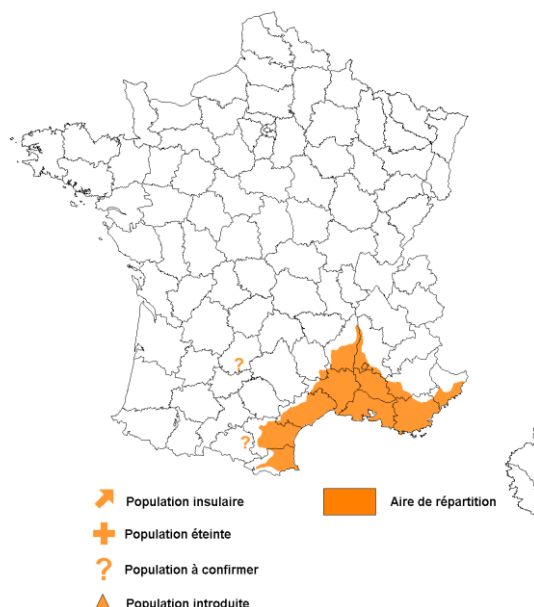 ?
?
Population insulaire
Aire de répartition
Population éteinte
? Population à confirmer
Population introduite